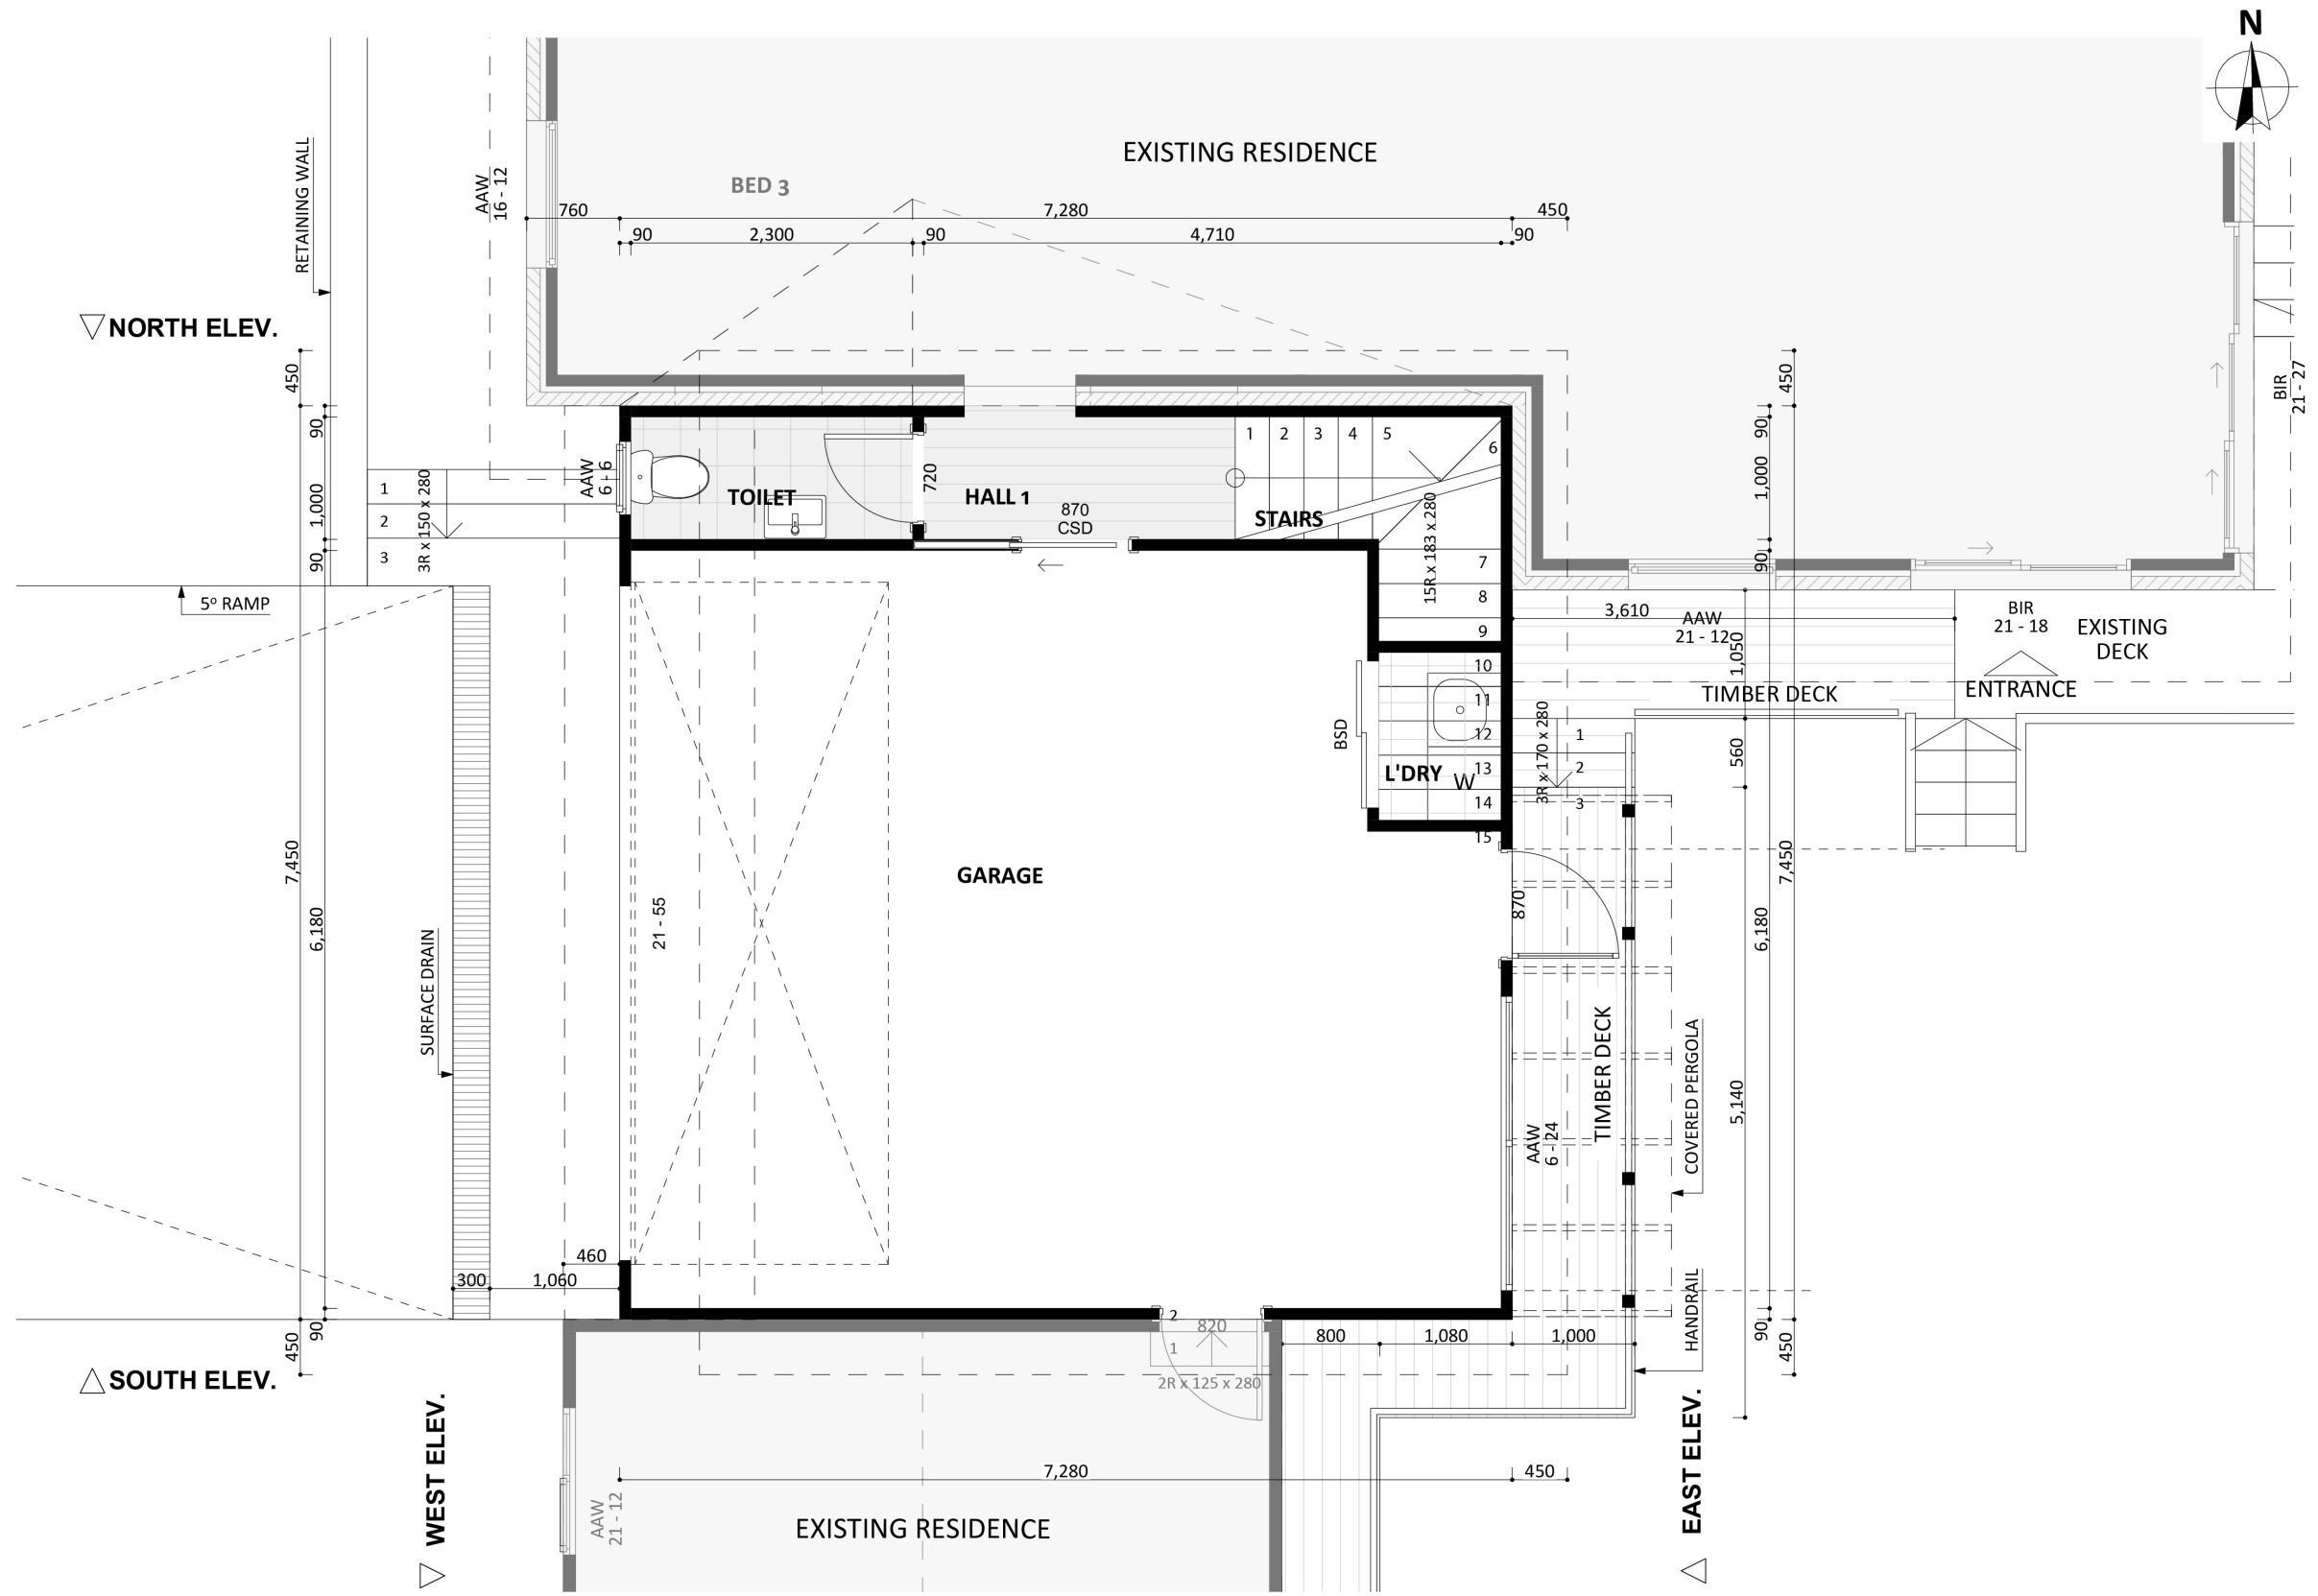 N
EXISTING RESIDENCE
BED 3
RETAINING WALL
AAW
16 - 12
760
7,280
450
90
2,300
90
4,710
90
NORTH ELEV.
BIR
21 - 27
450
90
1,000
90
7,450
6,180
90
450
450
90
1,000
90
7,450
6,180
90
450
1
2
3
3R x 150 x 280
AAW
6 - 6
TOILET
720
HALL 1
870
CSD
STAIRS
1
2
3
4
5
6
7
8
9
10
11
12
13
14
15
15R x 183 x 280
5º RAMP
3,610
AAW
21 - 12
1,050
BIR
21 - 18
EXISTING
DECK
ENTRANCE
TIMBER DECK
BSD
L'DRY
W
3R x 170 x 280
1
2
3
560
GARAGE
21 - 55
870
SURFACE DRAIN
TIMBER DECK
COVERED PERGOLA
5,140
AAW
6 - 24
460
300
1,060
HANDRAIL
2
820
1
2R x 125 x 280
800
1,080
1,000
SOUTH ELEV.
WEST ELEV.
EAST ELEV.
7,280
450
AAW
21 - 12
EXISTING RESIDENCE